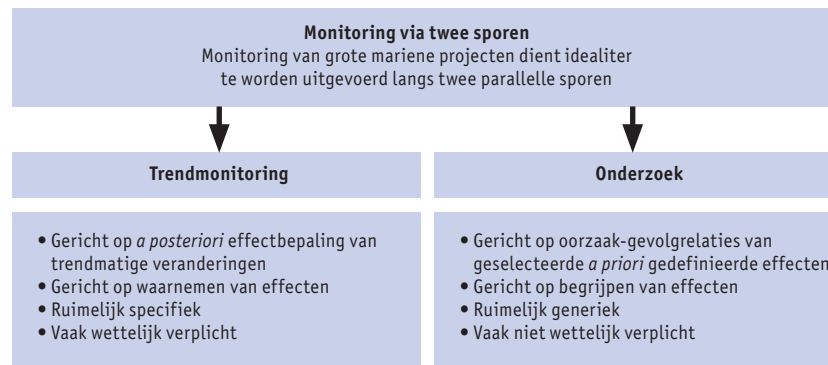 Monitoring via twee sporen
Monitoring van grote mariene projecten dient idealiter
te worden uitgevoerd langs twee parallelle sporen
Trendmonitoring
• Gericht op a posteriori effectbepaling van
trendmatige veranderingen
• Gericht op waarnemen van effecten
• Ruimelijk specifiek
• Vaak wettelijk verplicht
Onderzoek
• Gericht op oorzaak-gevolgrelaties van
geselecteerde a priori gedefinieerde effecten
• Gericht op begrijpen van effecten
• Ruimelijk generiek
• Vaak niet wettelijk verplicht